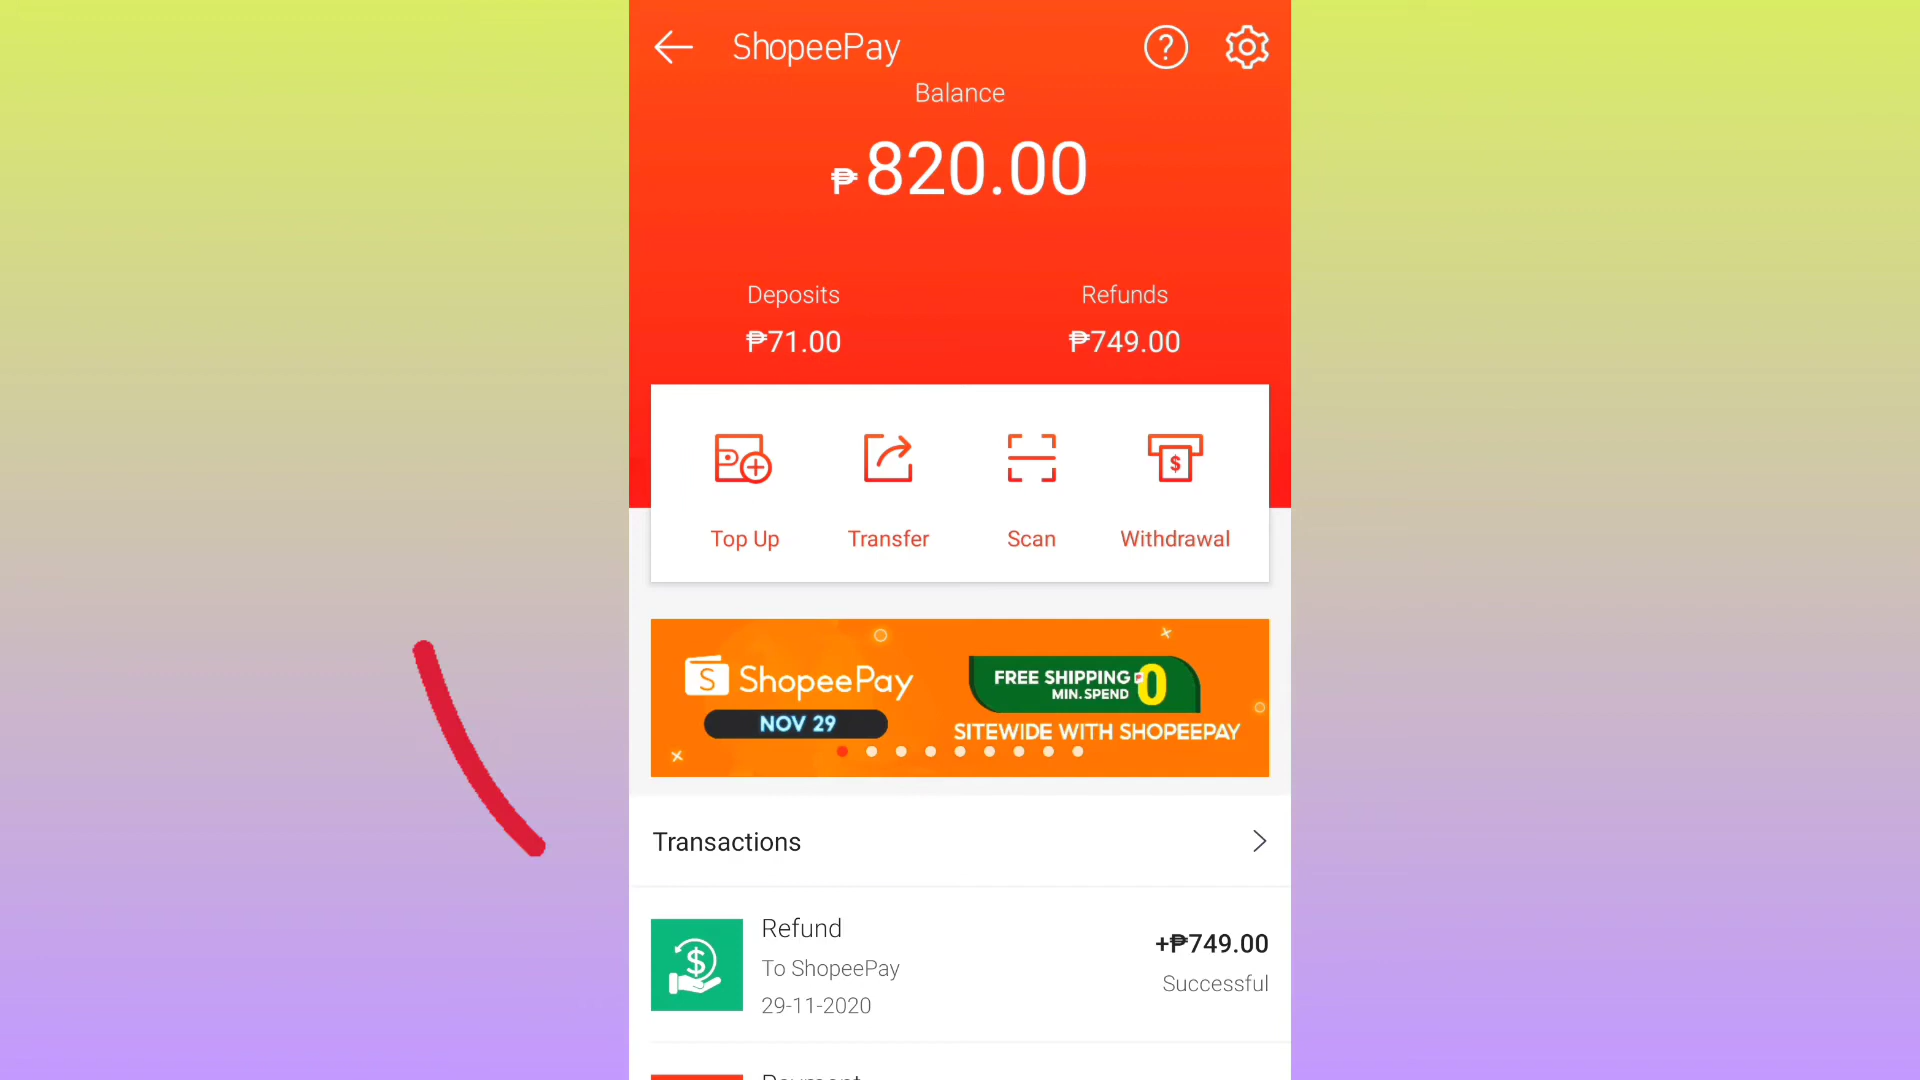 ShopeePay
Balance
₱820.00
Deposits
Refunds
₱71.00
₱749.00
Top Up
Transfer
Scan
Withdrawal
S ShopeePay
NOV 29
FREE SHIPPING
MIN. SPEND ₱0
SITEWIDE WITH SHOPEEPAY
Transactions
Refund
+₱749.00
To ShopeePay
Successful
29-11-2020